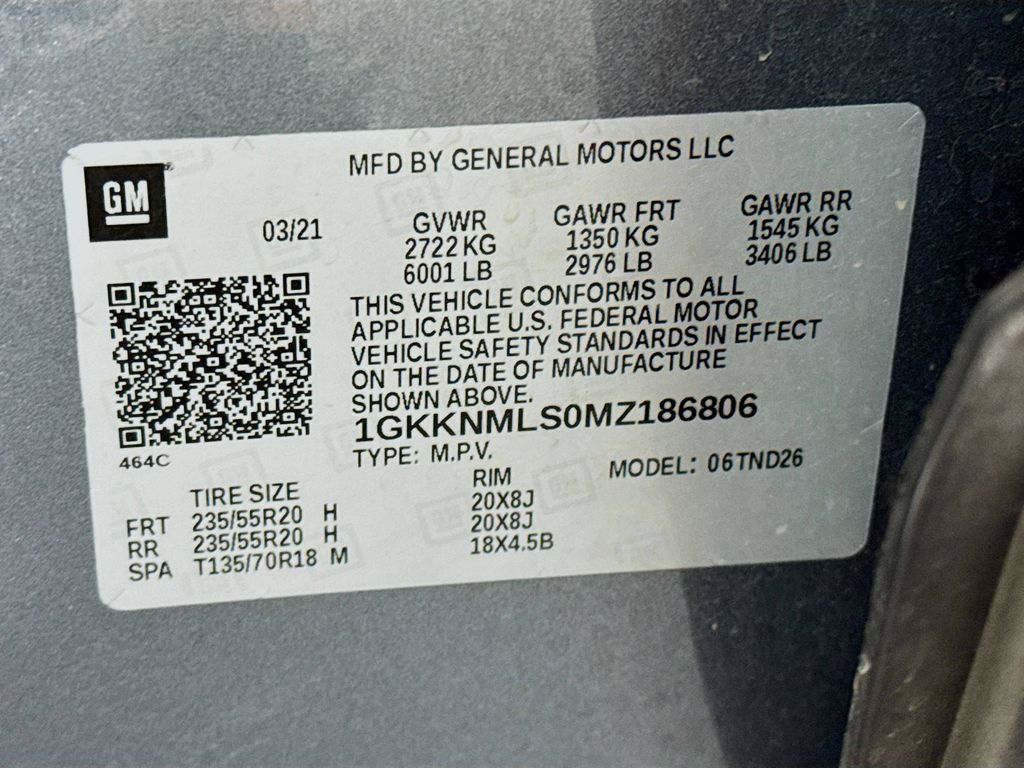 GM
MFD BY GENERAL MOTORS LLC
03/21
GVWR GAWR FRT GAWR RR
2722 KG 1350 KG 1545 KG
6001 LB 2976 LB 3406 LB
THIS VEHICLE CONFORMS TO ALL
APPLICABLE U.S. FEDERAL MOTOR
VEHICLE SAFETY STANDARDS IN EFFECT
ON THE DATE OF MANUFACTURE
SHOWN ABOVE.
1GKKNMLS0MZ186806
464C
TYPE: M.P.V. MODEL: 06TND26
TIRE SIZE RIM
FRT 235/55R20 H 20X8J
RR 235/55R20 H 20X8J
SPA T135/70R18 M 18X4.5B